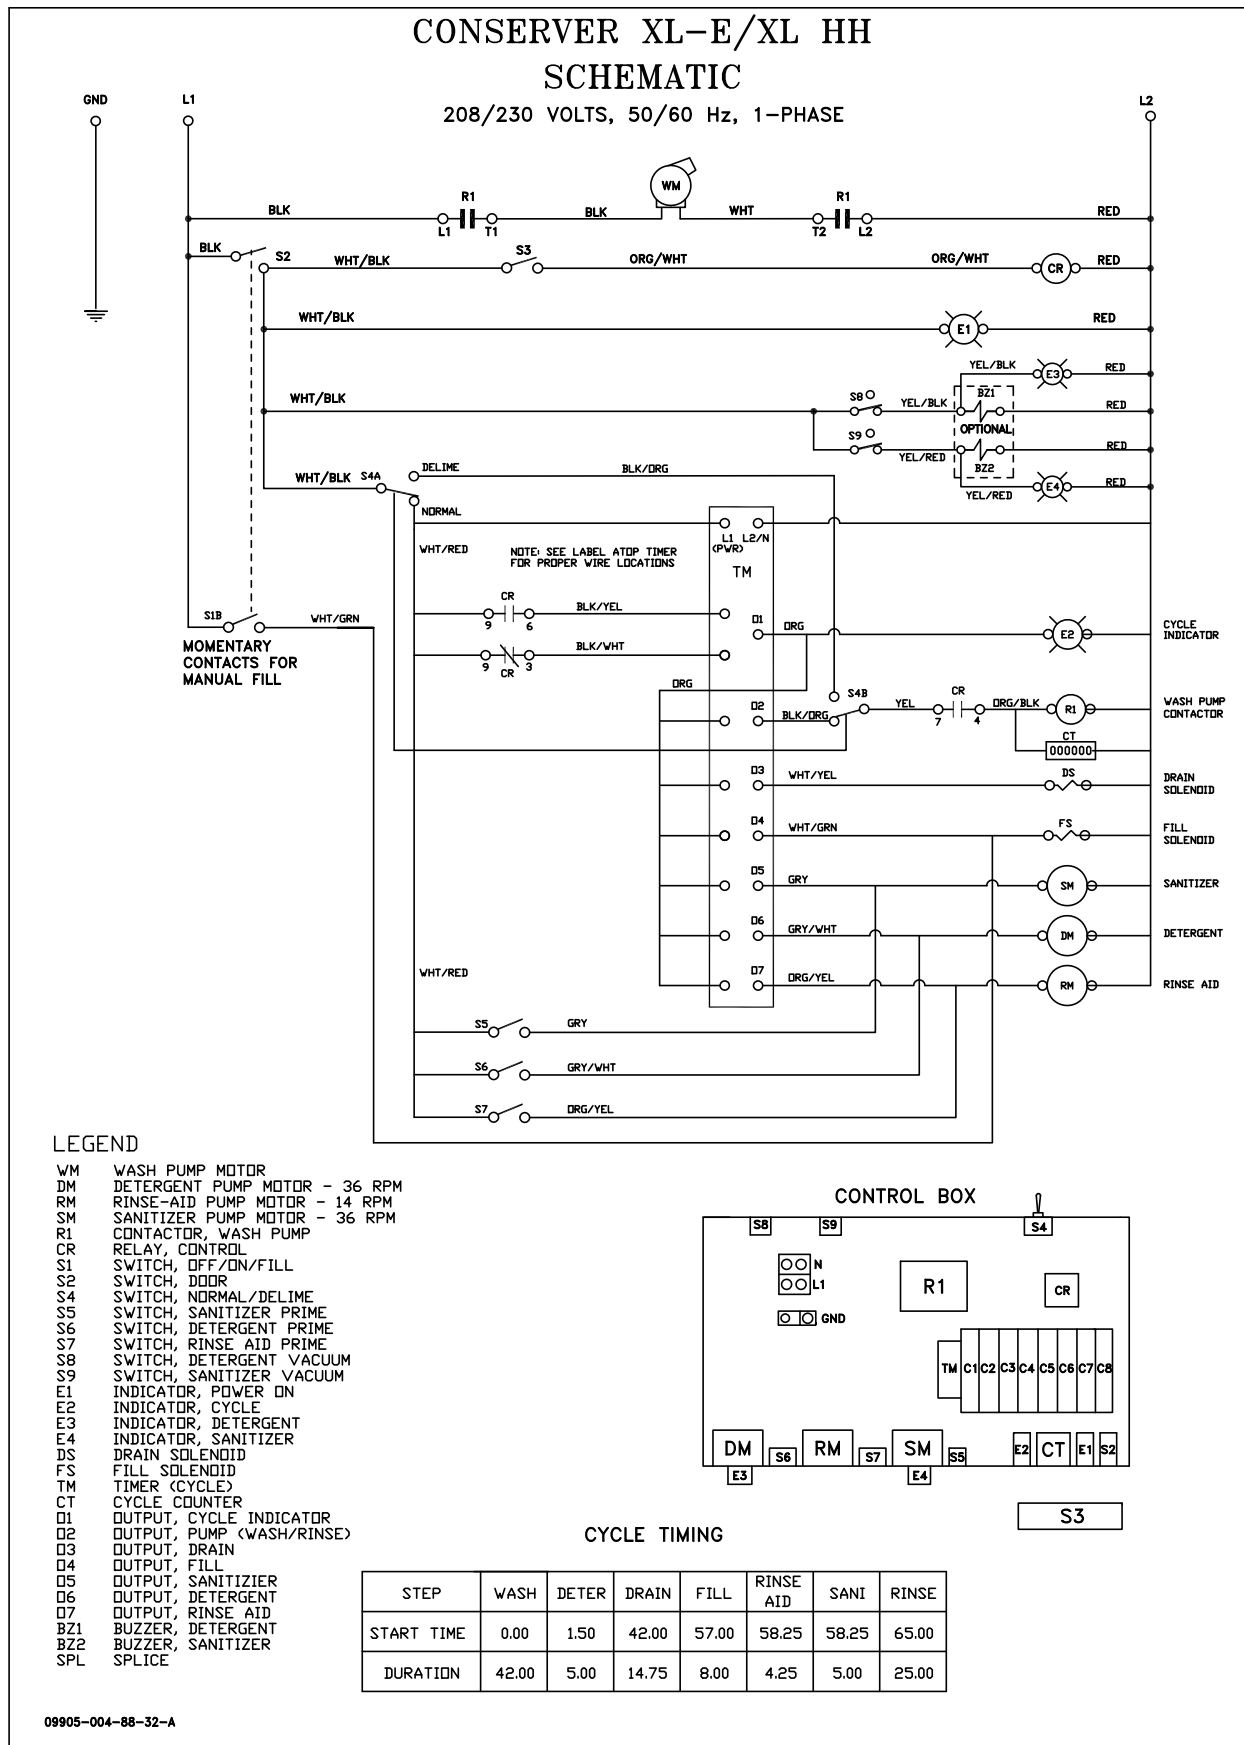 CONSERVER XL-E/XL HH
SCHEMATIC
208/230 VOLTS, 50/60 Hz, 1-PHASE
GND
L1
L2
WM
R1
R1
BLK
BLK
WHT
RED
L1
T1
T2
L2
BLK
S2
WHT/BLK
S3
ORG/WHT
ORG/WHT
CR
RED
WHT/BLK
E1
RED
YEL/BLK
E3
RED
WHT/BLK
S8
YEL/BLK
BZ1
RED
OPTIONAL
S9
YEL/RED
BZ2
RED
YEL/RED
E4
RED
WHT/BLK
S4A
DELIME
BLK/ORG
NORMAL
WHT/RED
NOTE: SEE LABEL ATOP TIMER
FOR PROPER WIRE LOCATIONS
L1 L2/N
(PWR)
TM
CR
9
6
BLK/YEL
S1B
WHT/GRN
O1
ORG
E2
CYCLE
INDICATOR
MOMENTARY
CONTACTS FOR
MANUAL FILL
9
CR
3
BLK/WHT
ORG
O2
BLK/ORG
S4B
YEL
CR
7
4
ORG/BLK
R1
WASH PUMP
CONTACTOR
CT
000000
O3
WHT/YEL
DS
DRAIN
SOLENOID
O4
WHT/GRN
FS
FILL
SOLENOID
O5
GRY
SM
SANITIZER
O6
GRY/WHT
DM
DETERGENT
WHT/RED
O7
ORG/YEL
RM
RINSE AID
S5
GRY
S6
GRY/WHT
S7
ORG/YEL
LEGEND
WM WASH PUMP MOTOR
DM DETERGENT PUMP MOTOR - 36 RPM
RM RINSE-AID PUMP MOTOR - 14 RPM
SM SANITIZER PUMP MOTOR - 36 RPM
R1 CONTACTOR, WASH PUMP
CR RELAY, CONTROL
S1 SWITCH, OFF/ON/FILL
S2 SWITCH, DOOR
S4 SWITCH, NORMAL/DELIME
S5 SWITCH, SANITIZER PRIME
S6 SWITCH, DETERGENT PRIME
S7 SWITCH, RINSE AID PRIME
S8 SWITCH, DETERGENT VACUUM
S9 SWITCH, SANITIZER VACUUM
E1 INDICATOR, POWER ON
E2 INDICATOR, CYCLE
E3 INDICATOR, DETERGENT
E4 INDICATOR, SANITIZER
DS DRAIN SOLENOID
FS FILL SOLENOID
TM TIMER (CYCLE)
CT CYCLE COUNTER
O1 OUTPUT, CYCLE INDICATOR
O2 OUTPUT, PUMP (WASH/RINSE)
O3 OUTPUT, DRAIN
O4 OUTPUT, FILL
O5 OUTPUT, SANITIZIER
O6 OUTPUT, DETERGENT
O7 OUTPUT, RINSE AID
BZ1 BUZZER, DETERGENT
BZ2 BUZZER, SANITIZER
SPL SPLICE
CONTROL BOX
S8
S9
S4
N
L1
GND
R1
CR
TM C1 C2 C3 C4 C5 C6 C7 C8
DM
S6
RM
S7
SM
S5
E2
CT
E1
S2
E3
E4
S3
CYCLE TIMING
STEP WASH DETER DRAIN FILL RINSE AID SANI RINSE
START TIME 0.00 1.50 42.00 57.00 58.25 58.25 65.00
DURATION 42.00 5.00 14.75 8.00 4.25 5.00 25.00
09905-004-88-32-A